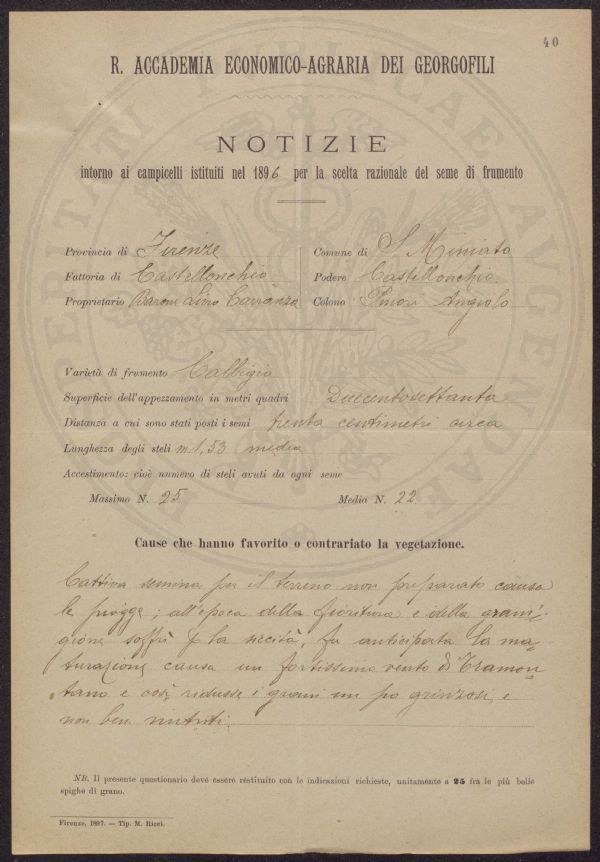 40
R. ACCADEMIA ECONOMICO-AGRARIA DEI GEORGOFILI
NOTIZIE
intorno ai campicelli istituiti nel 1896 per la scelta razionale del seme di frumento
Provincia di Firenze Comune di S Miniato
Fattoria di Castellonchio Podere Castellonchio
Proprietario Barone Lino Carranza Colono Angiolo
Varietà di frumento Calbigia
Superficie dell'appezzamento in metri quadri Duecentosettanta
Distanza a cui sono stati posti i semi trenta centimetri circa
Lunghezza degli steli m. 1,53 media
Accestimento: cioè numero di steli avuti da ogni seme
Massimo N. 25 Media N. 22
Cause che hanno favorito o contrariato la vegetazione.
Cattiva semina per il terreno non preparato causa
le piogge; all'epoca della fioritura e della grani=
gione soffrì la siccità, fu anticipata la ma=
turazione causa un fortissimo vento di Tramon=
tano e così ridusse i grani un po grinzosi e
non ben nutriti.
NB. Il presente questionario deve essere restituito con le indicazioni richieste, unitamente a 25 fra le più belle
spighe di grano.
Firenze, 1897. — Tip. M. Ricci.
PROSPERITATI PUBLICAE AUGENDAE